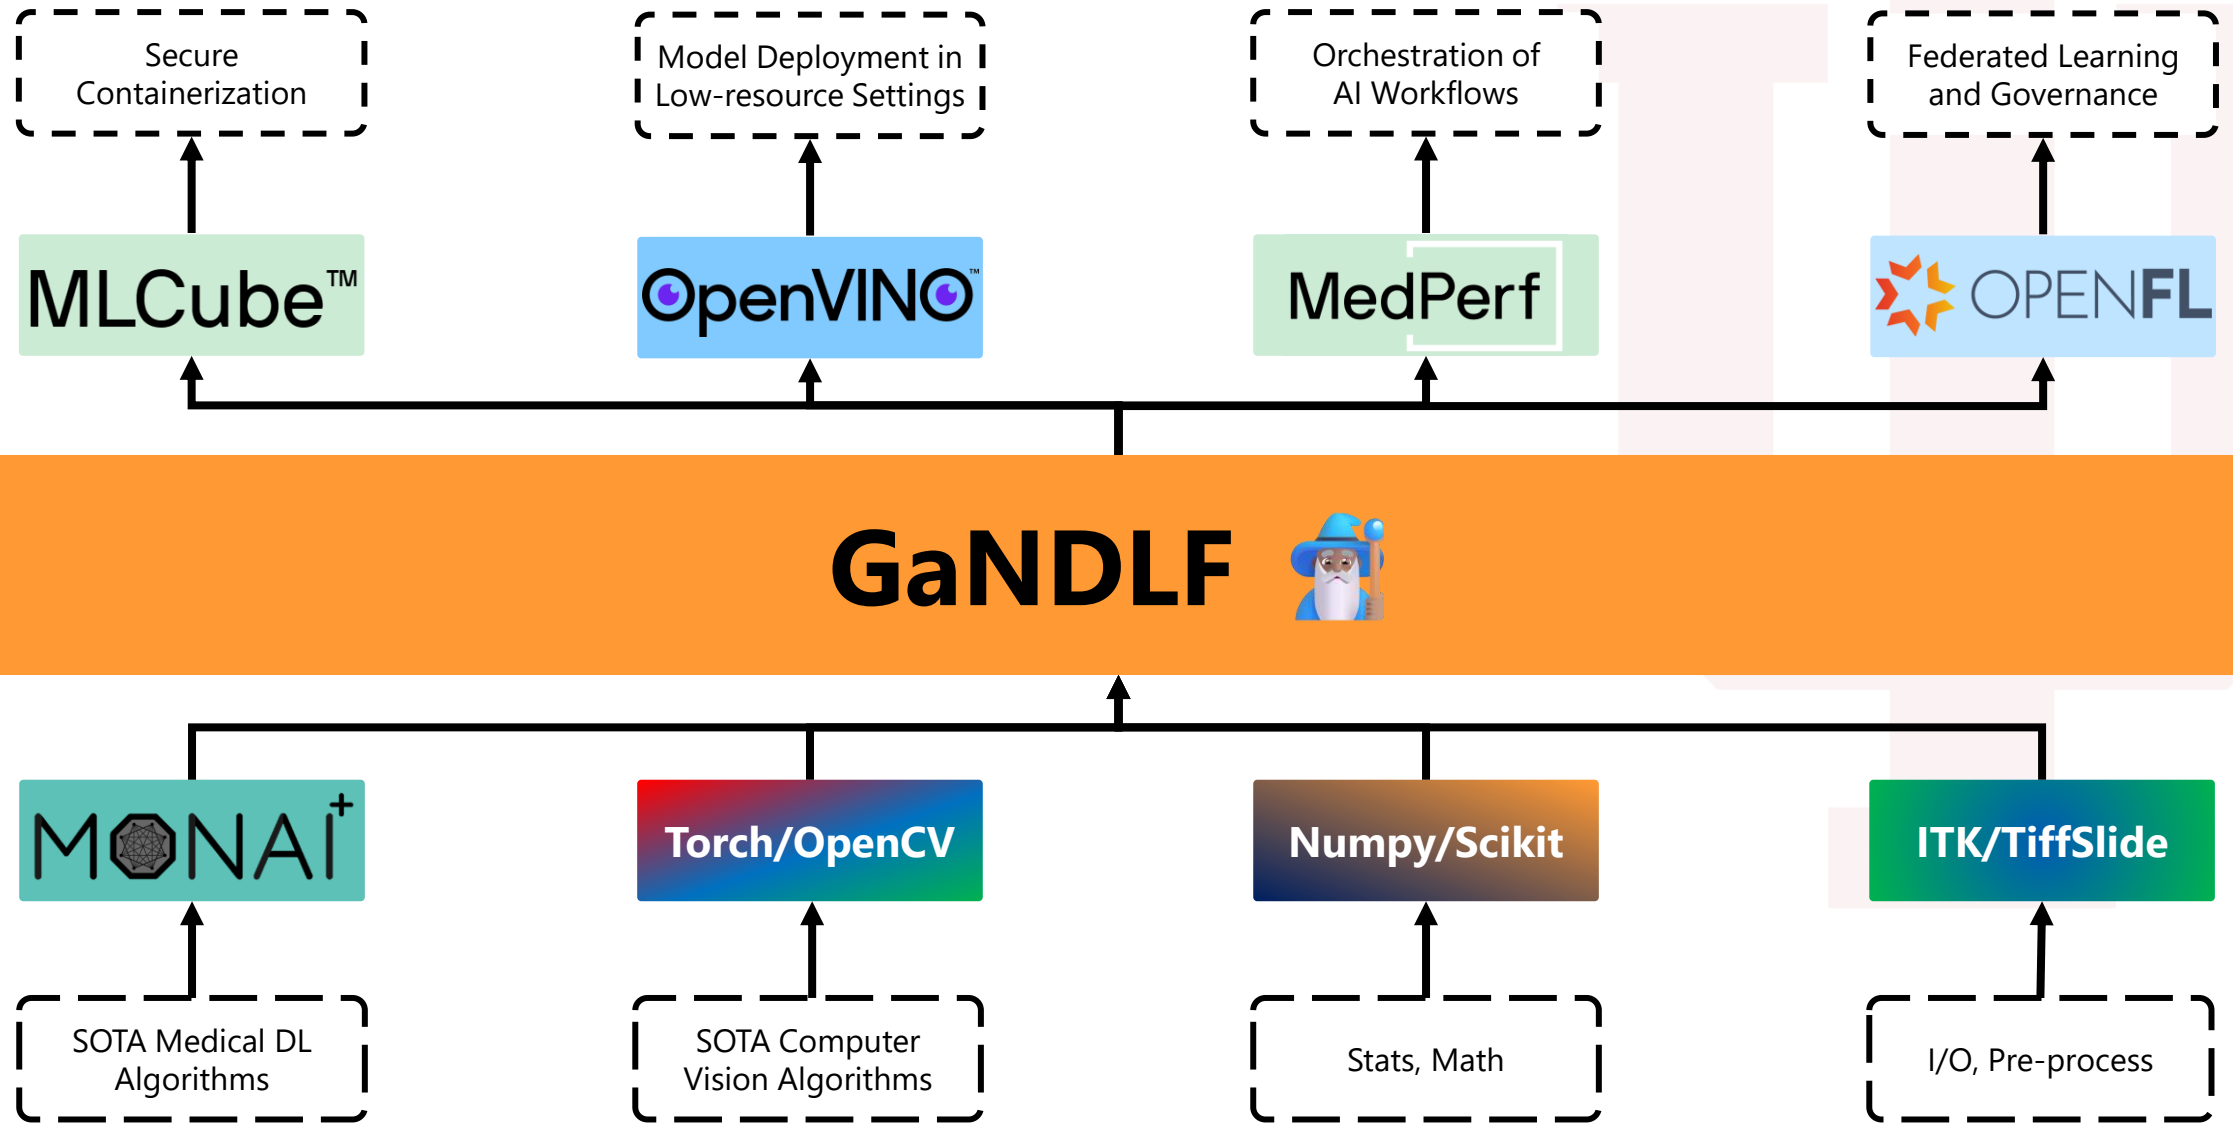 Secure
Containerization
Model Deployment in
Low-resource Settings
Orchestration of
AI Workflows
Federated Learning
and Governance
MLCube™
OpenVINO™
MedPerf
OPENFL
GaNDLF
MONAI+
Torch/OpenCV
Numpy/Scikit
ITK/TiffSlide
SOTA Medical DL
Algorithms
SOTA Computer
Vision Algorithms
Stats, Math
I/O, Pre-process